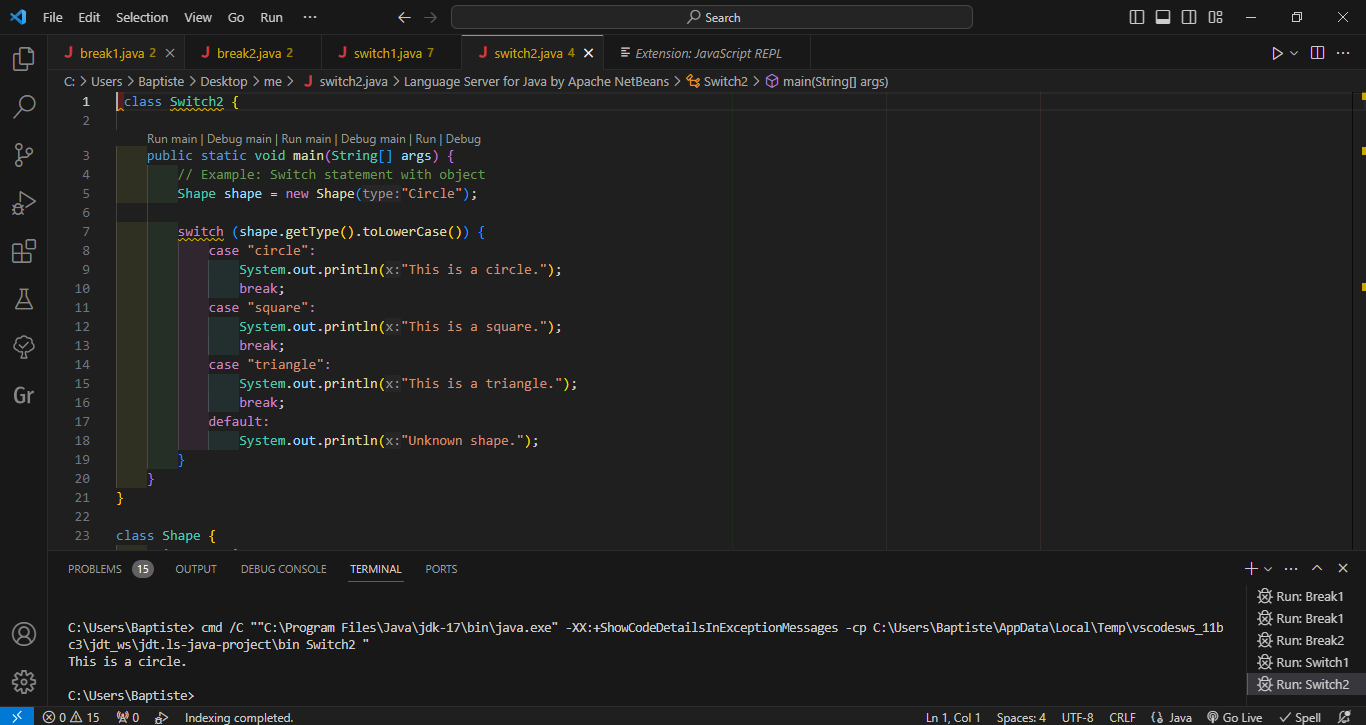 File Edit Selection View Go Run ··· Search
J break1.java 2 J break2.java 2 J switch1.java 7 J switch2.java 4 Extension: JavaScript REPL
C: > Users > Baptiste > Desktop > me > J switch2.java > Language Server for Java by Apache NetBeans > Switch2 > main(String[] args)
1 class Switch2 {
2
Run main | Debug main | Run main | Debug main | Run | Debug
3 public static void main(String[] args) {
4 // Example: Switch statement with object
5 Shape shape = new Shape(type:"Circle");
6
7 switch (shape.getType().toLowerCase()) {
8 case "circle":
9 System.out.println(x:"This is a circle.");
10 break;
11 case "square":
12 System.out.println(x:"This is a square.");
13 break;
14 case "triangle":
15 System.out.println(x:"This is a triangle.");
16 break;
17 default:
18 System.out.println(x:"Unknown shape.");
19 }
20 }
21 }
22
23 class Shape {
Gr
PROBLEMS 15 OUTPUT DEBUG CONSOLE TERMINAL PORTS
C:\Users\Baptiste> cmd /C ""C:\Program Files\Java\jdk-17\bin\java.exe" -XX:+ShowCodeDetailsInExceptionMessages -cp C:\Users\Baptiste\AppData\Local\Temp\vscodesws_11b
c3\jdt_ws\jdt.ls-java-project\bin Switch2 "
This is a circle.
C:\Users\Baptiste>
Run: Break1
Run: Break1
Run: Break2
Run: Switch1
Run: Switch2
0 15 0 Indexing completed. Ln 1, Col 1 Spaces: 4 UTF-8 CRLF {} Java Go Live Spell